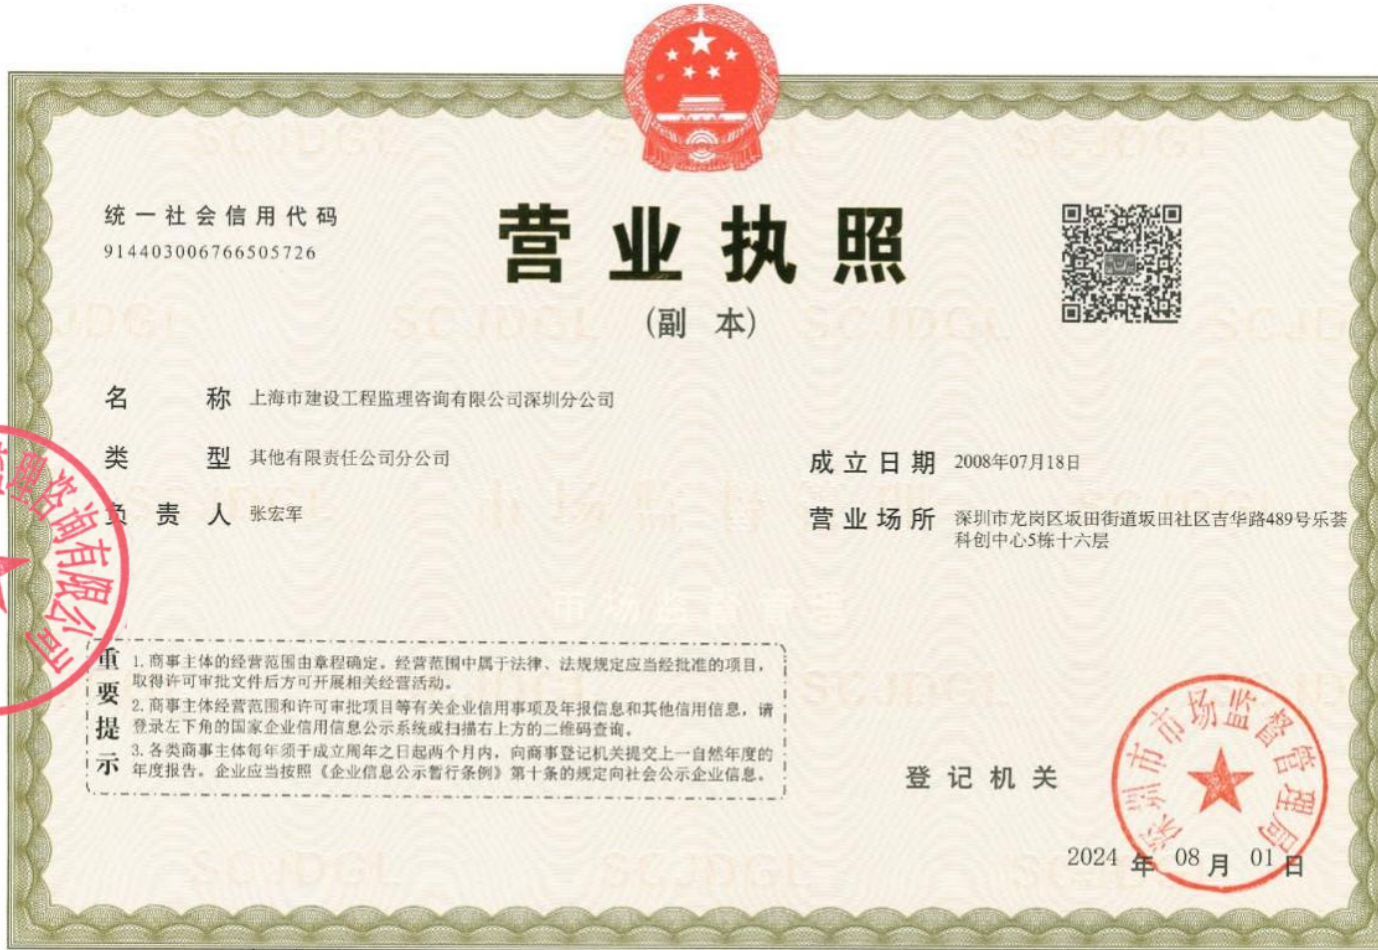 统一社会信用代码
914403006766505726
营业执照
(副 本)
名 称 上海市建设工程监理咨询有限公司深圳分公司
类 型 其他有限责任公司分公司
成立日期 2008年07月18日
负 责 人 张宏军
营业场所 深圳市龙岗区坂田街道坂田社区吉华路489号乐荟
科创中心5栋十六层
重要提示
1. 商事主体的经营范围由章程确定。经营范围中属于法律、法规规定应当经批准的项目，
取得许可审批文件后方可开展相关经营活动。
2. 商事主体经营范围和许可审批项目等有关企业信用事项及年报信息和其他信用信息，请
登录左下角的国家企业信用信息公示系统或扫描右上方的二维码查询。
3. 各类商事主体每年须于成立周年之日起两个月内，向商事登记机关提交上一自然年度的
年度报告。企业应当按照《企业信息公示暂行条例》第十条的规定向社会公示企业信息。
登记机关
深圳市市场监督管理局
2024 年 08 月 01 日
监理咨询有限公司
SCJDGL